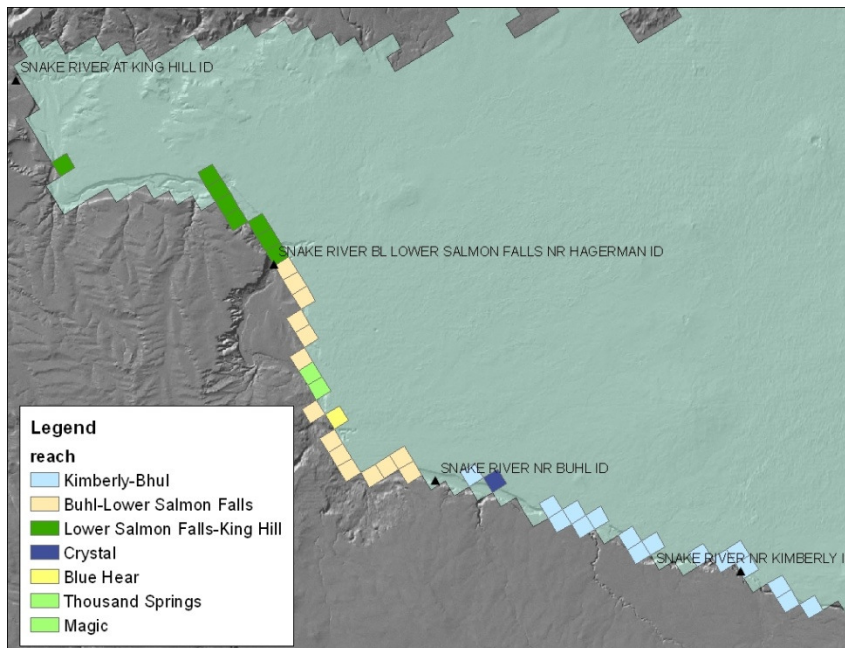 SNAKE RIVER AT KING HILL ID
SNAKE RIVER BL LOWER SALMON FALLS NR HAGERMAN ID
SNAKE RIVER NR BUHL ID
SNAKE RIVER NR KIMBERLY I
Legend
reach
Kimberly-Bhul
Buhl-Lower Salmon Falls
Lower Salmon Falls-King Hill
Crystal
Blue Hear
Thousand Springs
Magic